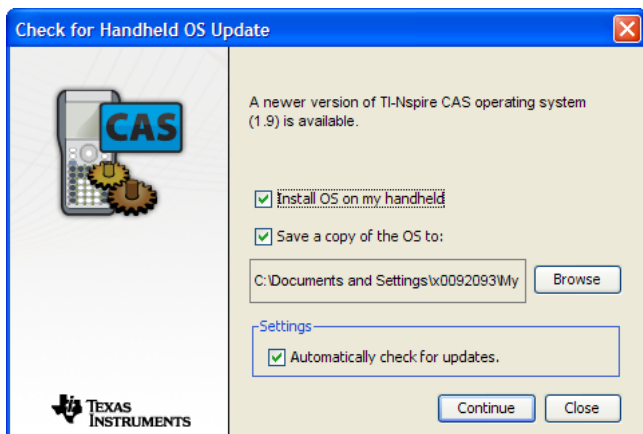 Check for Handheld OS Update
CAS
A newer version of TI-Nspire CAS operating system
(1.9) is available.
Install OS on my handheld
Save a copy of the OS to:
C:\Documents and Settings\x0092093\My
Browse
Settings
Automatically check for updates.
TEXAS
INSTRUMENTS
Continue
Close